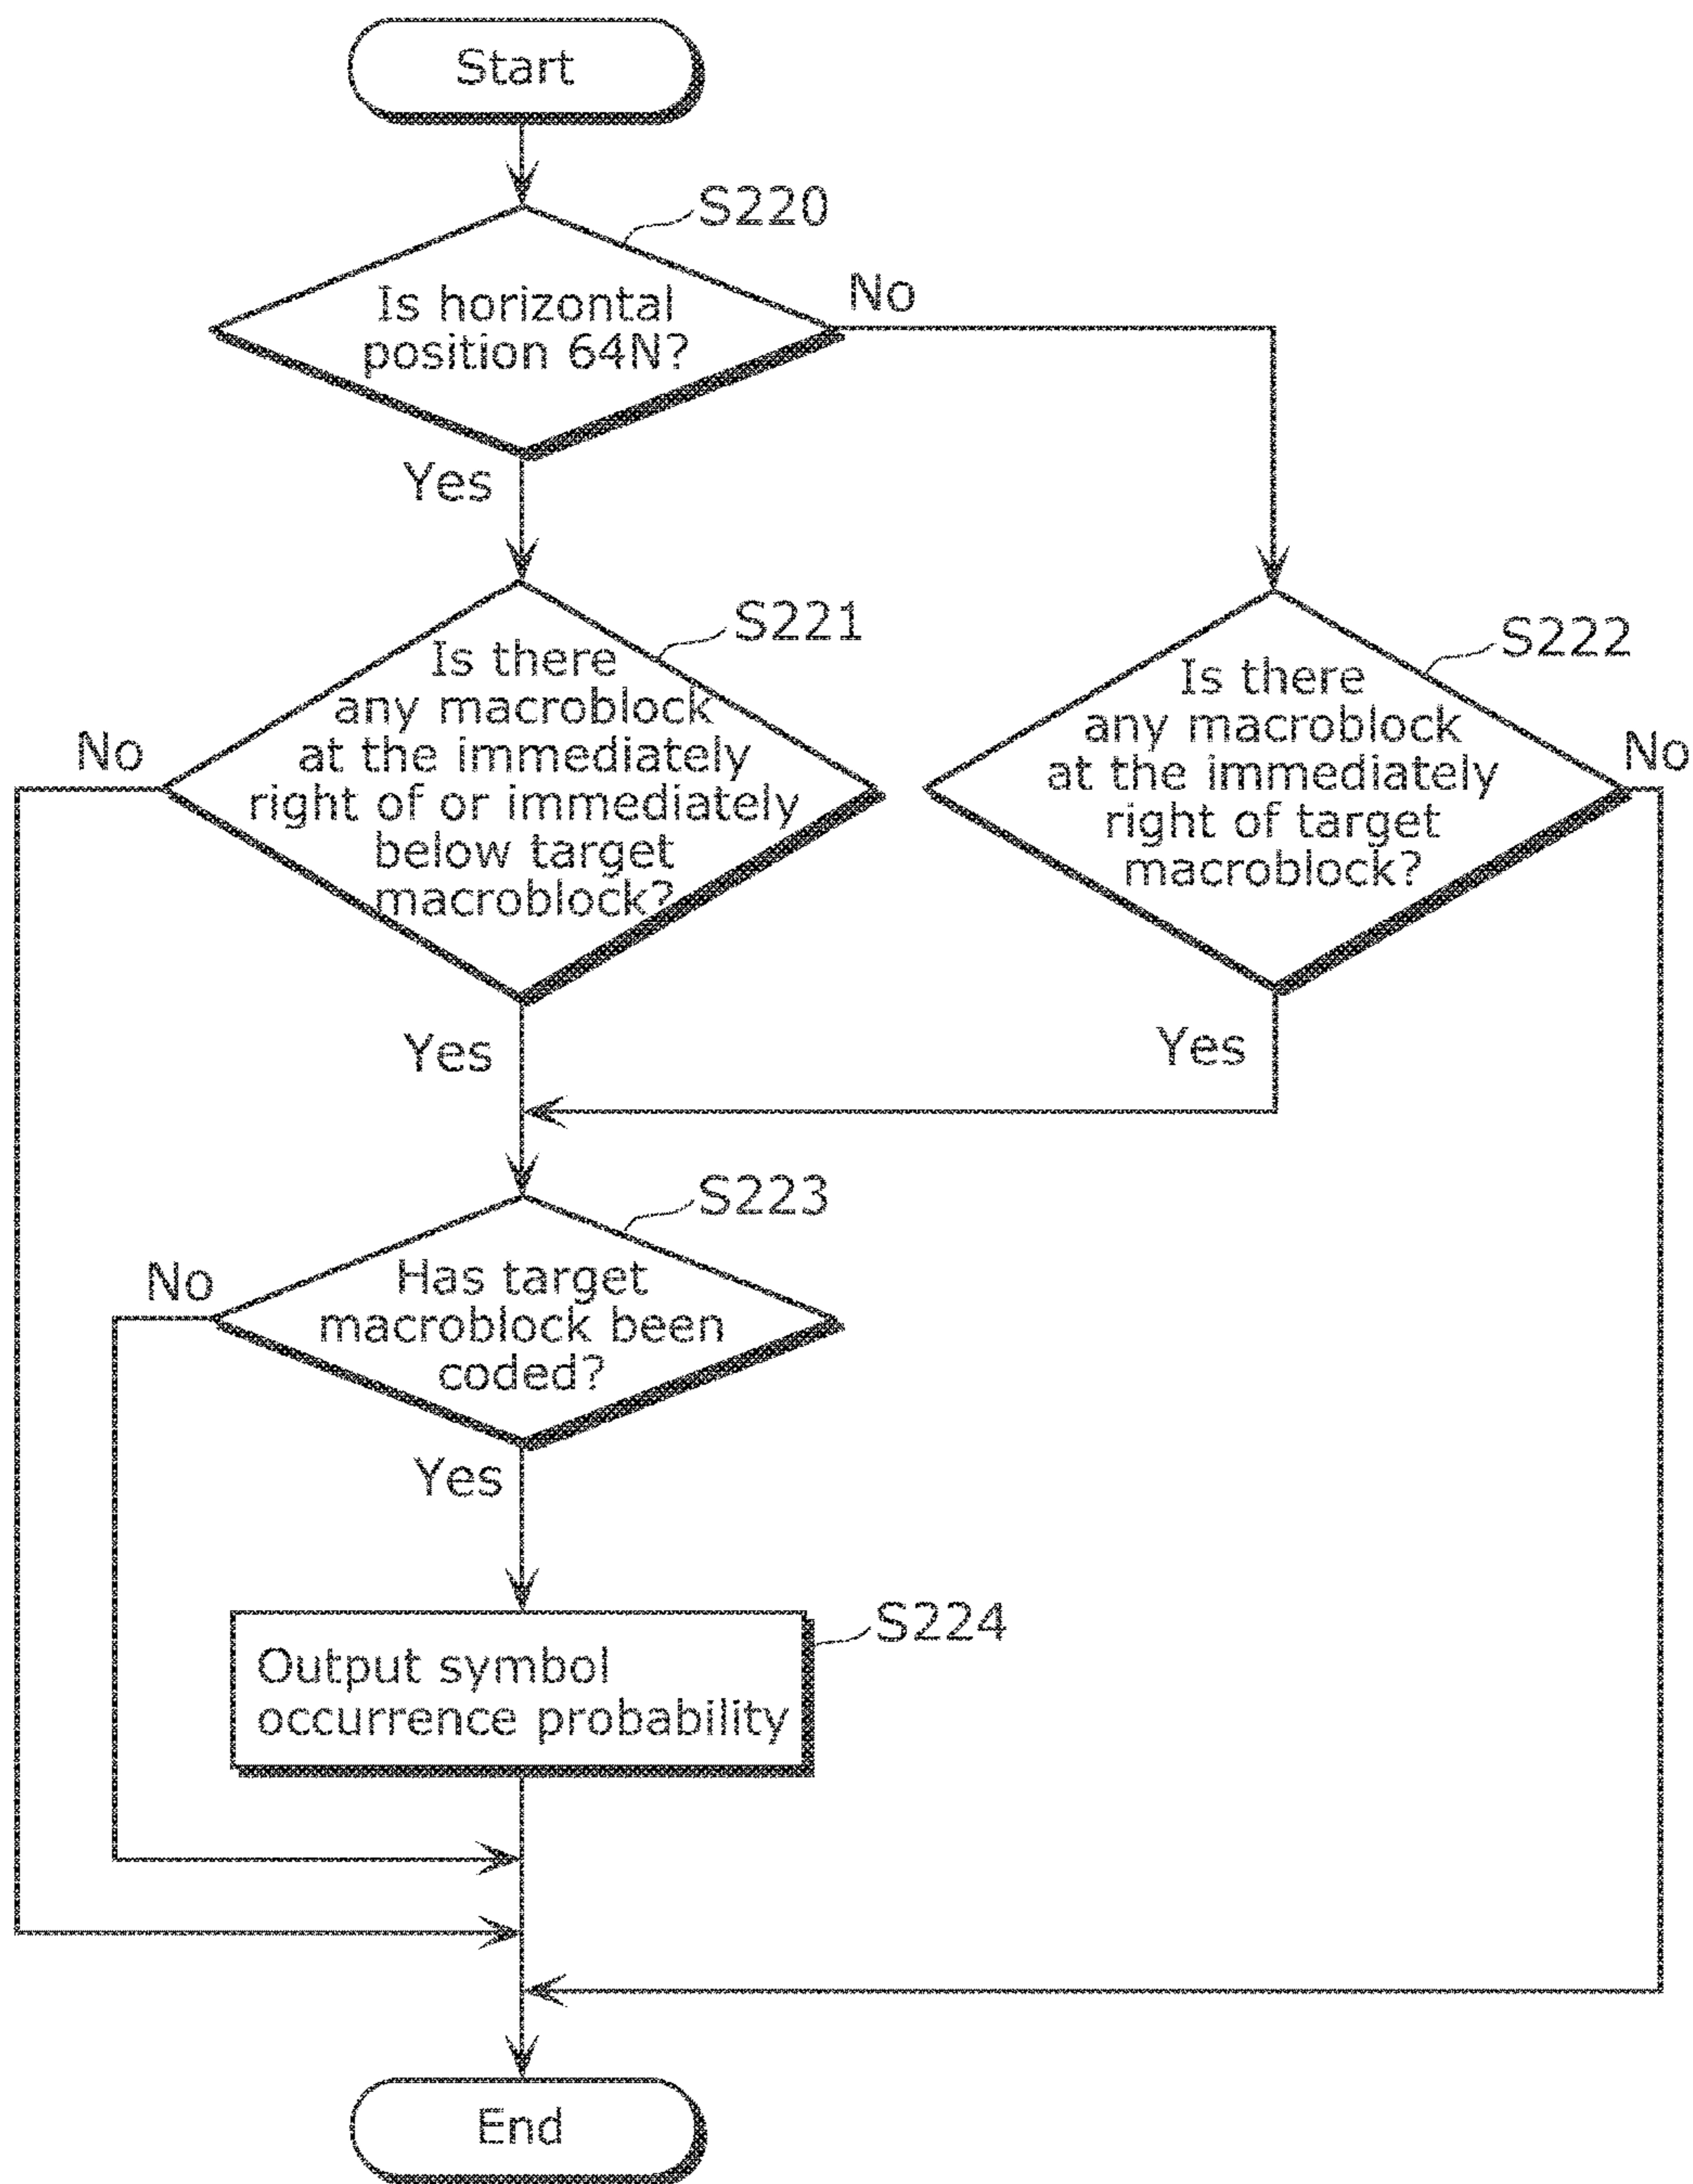 Start
S220
Is horizontal
position 64N?
No
Yes
S221
Is there
any macroblock
at the immediately
right of or immediately
below target
macroblock?
No
Yes
S222
Is there
any macroblock
at the immediately
right of target
macroblock?
No
Yes
S223
Has target
macroblock been
coded?
No
Yes
S224
Output symbol
occurrence probability
End